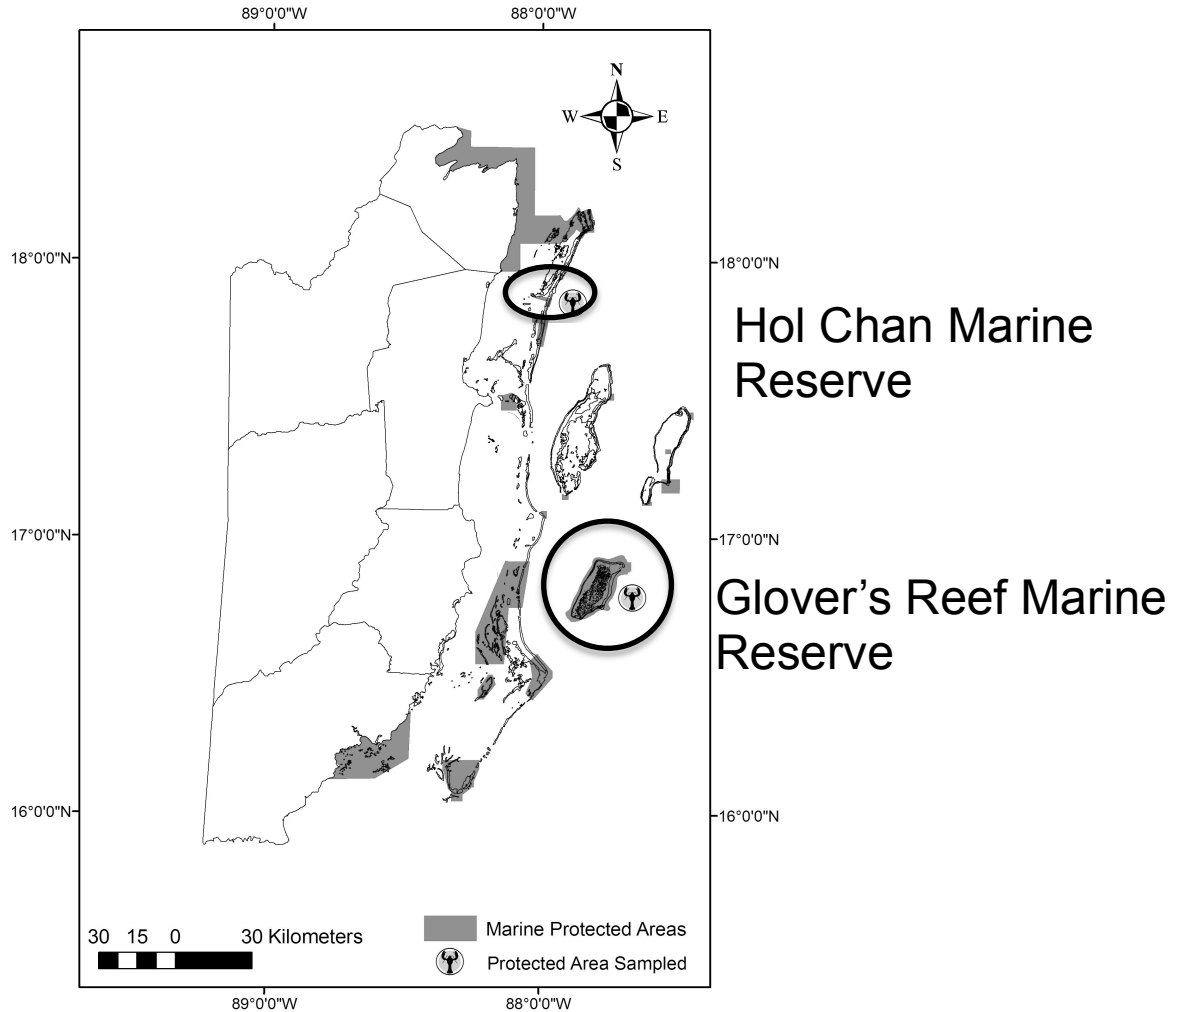 89°0'0"W 88°0'0"W
N
W E
S
18°0'0"N 18°0'0"N
Hol Chan Marine
Reserve
17°0'0"N 17°0'0"N
Glover’s Reef Marine
Reserve
16°0'0"N 16°0'0"N
Marine Protected Areas
30 15 0 30 Kilometers
Protected Area Sampled
89°0'0"W 88°0'0"W